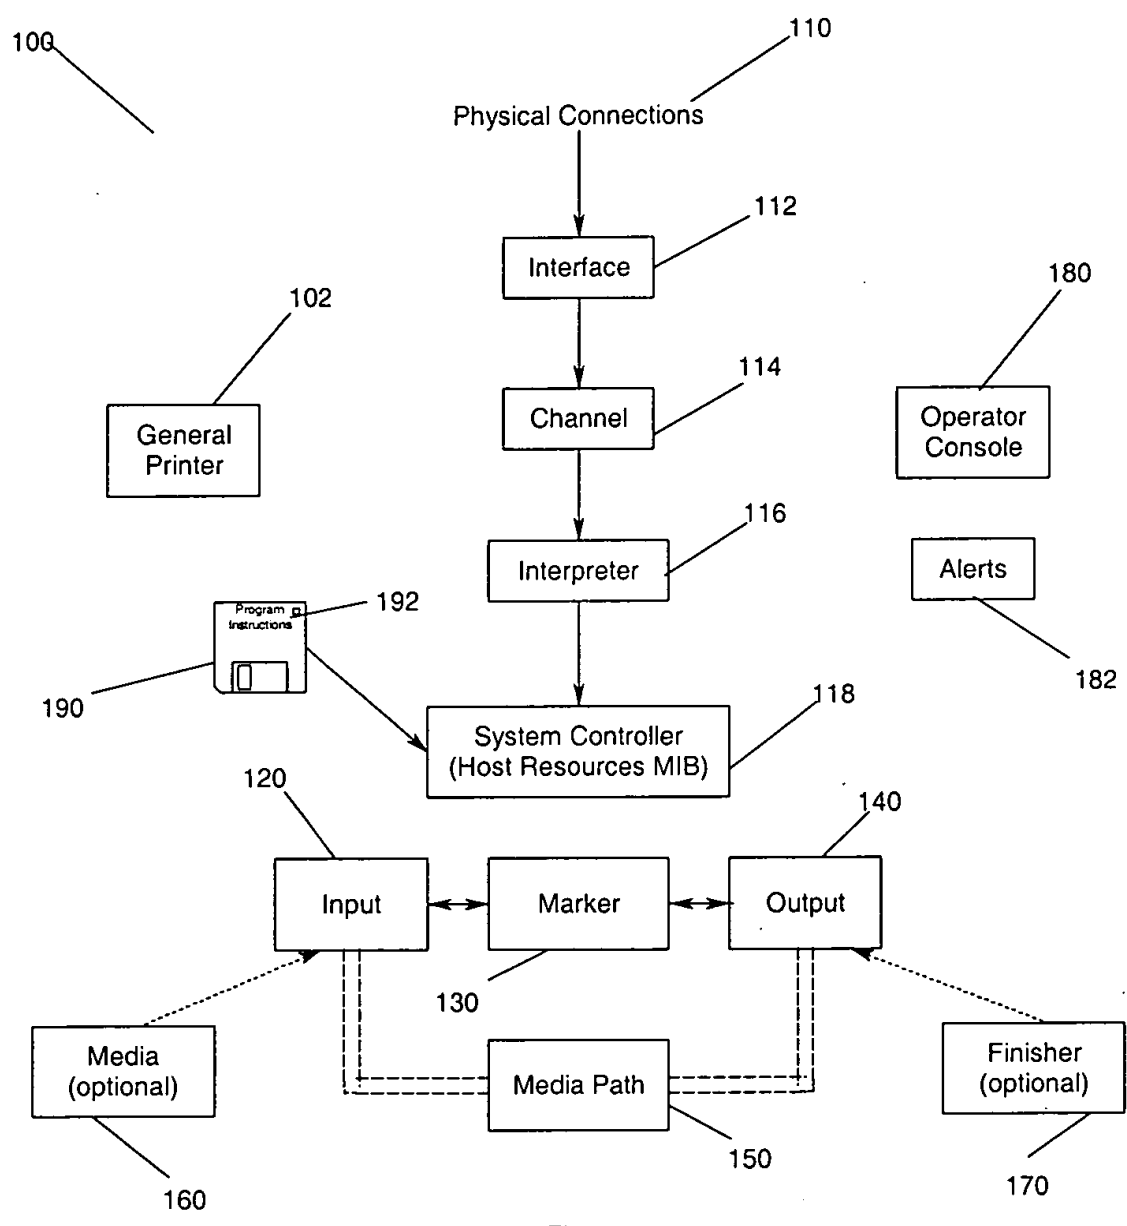 100
110
Physical Connections
112
Interface
180
102
114
Channel
Operator
Console
General
Printer
116
Interpreter
Alerts
Program
Instructions
192
182
190
118
System Controller
(Host Resources MIB)
120
140
Input
Marker
Output
130
Media
(optional)
Media Path
Finisher
(optional)
150
160
170